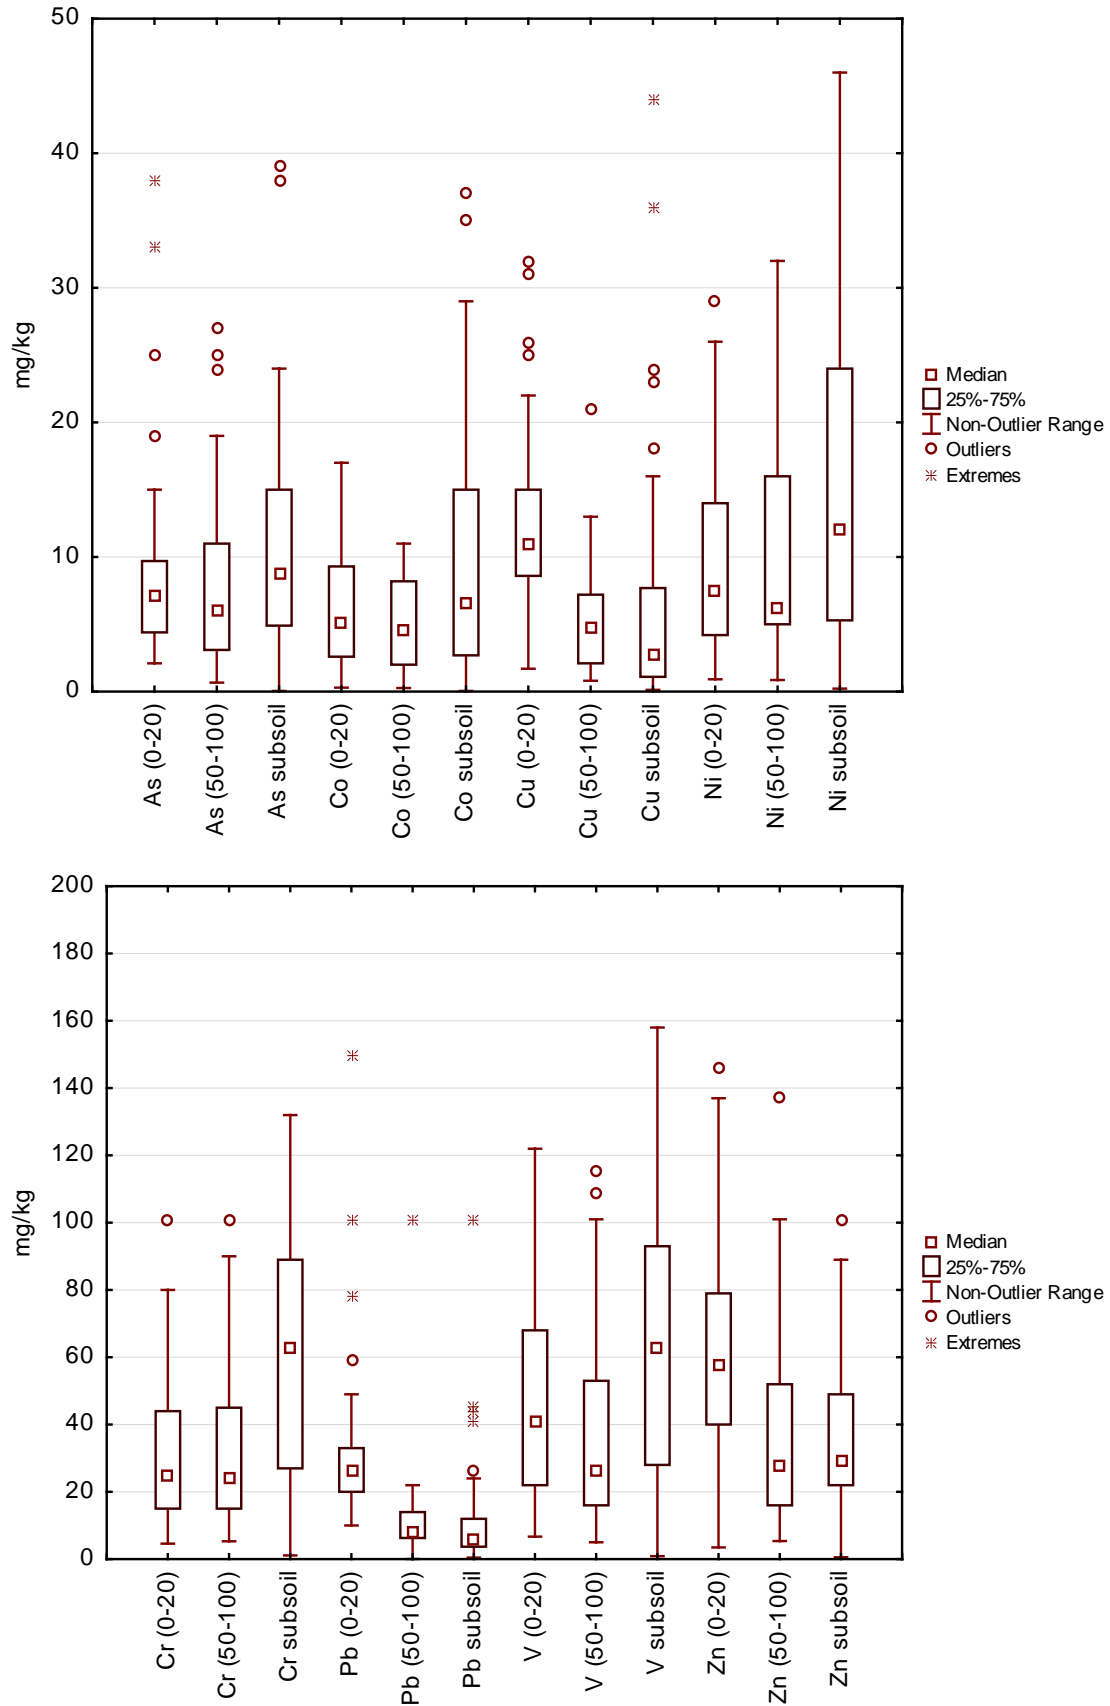 50
40
30
20
10
0
mg/kg
As (0-20)
As (50-100)
As subsoil
Co (0-20)
Co (50-100)
Co subsoil
Cu (0-20)
Cu (50-100)
Cu subsoil
Ni (0-20)
Ni (50-100)
Ni subsoil
Median
25%-75%
Non-Outlier Range
Outliers
Extremes
200
180
160
140
120
100
80
60
40
20
0
mg/kg
Cr (0-20)
Cr (50-100)
Cr subsoil
Pb (0-20)
Pb (50-100)
Pb subsoil
V (0-20)
V (50-100)
V subsoil
Zn (0-20)
Zn (50-100)
Zn subsoil
Median
25%-75%
Non-Outlier Range
Outliers
Extremes